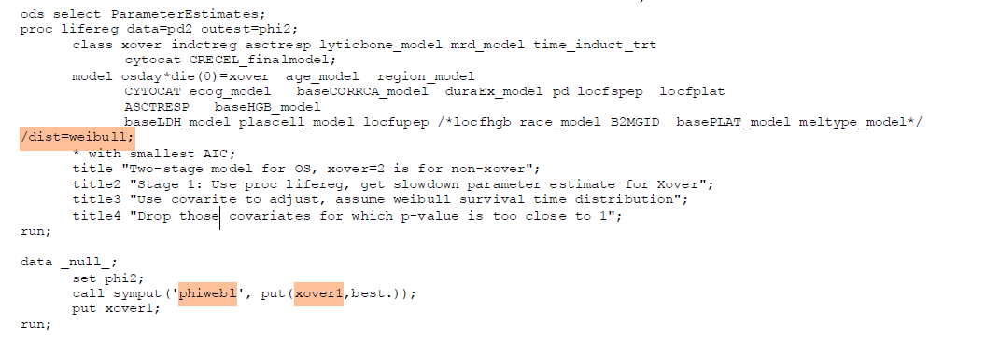 ods select ParameterEstimates;
proc lifereg data=pd2 outest=phi2;
class xover indctreg asctresp lyticbone_model mrd_model time_induct_trt
cytocat CRECEL_finalmodel;
model osday*die(0)=xover age_model region_model
CYTOCAT ecog_model baseCORRCA_model duraEx_model pd locfspep locfplat
ASCTRESP baseHGB_model
baseLDH_model plascell_model locfupep /*locfhgb race_model B2MGID basePLAT_model meltype_model*/
/dist=weibull;
* with smallest AIC;
title "Two-stage model for OS, xover=2 is for non-xover";
title2 "Stage 1: Use proc lifereg, get slowdown parameter estimate for Xover";
title3 "Use covarite to adjust, assume weibull survival time distribution";
title4 "Drop those covariates for which p-value is too close to 1";
run;
data _null_;
set phi2;
call symput('phiwebl', put(xover1,best.));
put xover1;
run;